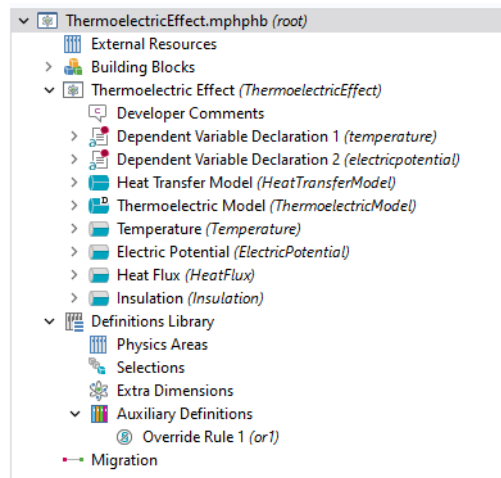 ThermoelectricEffect.mphphb (root)
External Resources
Building Blocks
Thermoelectric Effect (ThermoelectricEffect)
Developer Comments
Dependent Variable Declaration 1 (temperature)
Dependent Variable Declaration 2 (electricpotential)
Heat Transfer Model (HeatTransferModel)
Thermoelectric Model (ThermoelectricModel)
Temperature (Temperature)
Electric Potential (ElectricPotential)
Heat Flux (HeatFlux)
Insulation (Insulation)
Definitions Library
Physics Areas
Selections
Extra Dimensions
Auxiliary Definitions
Override Rule 1 (or1)
Migration